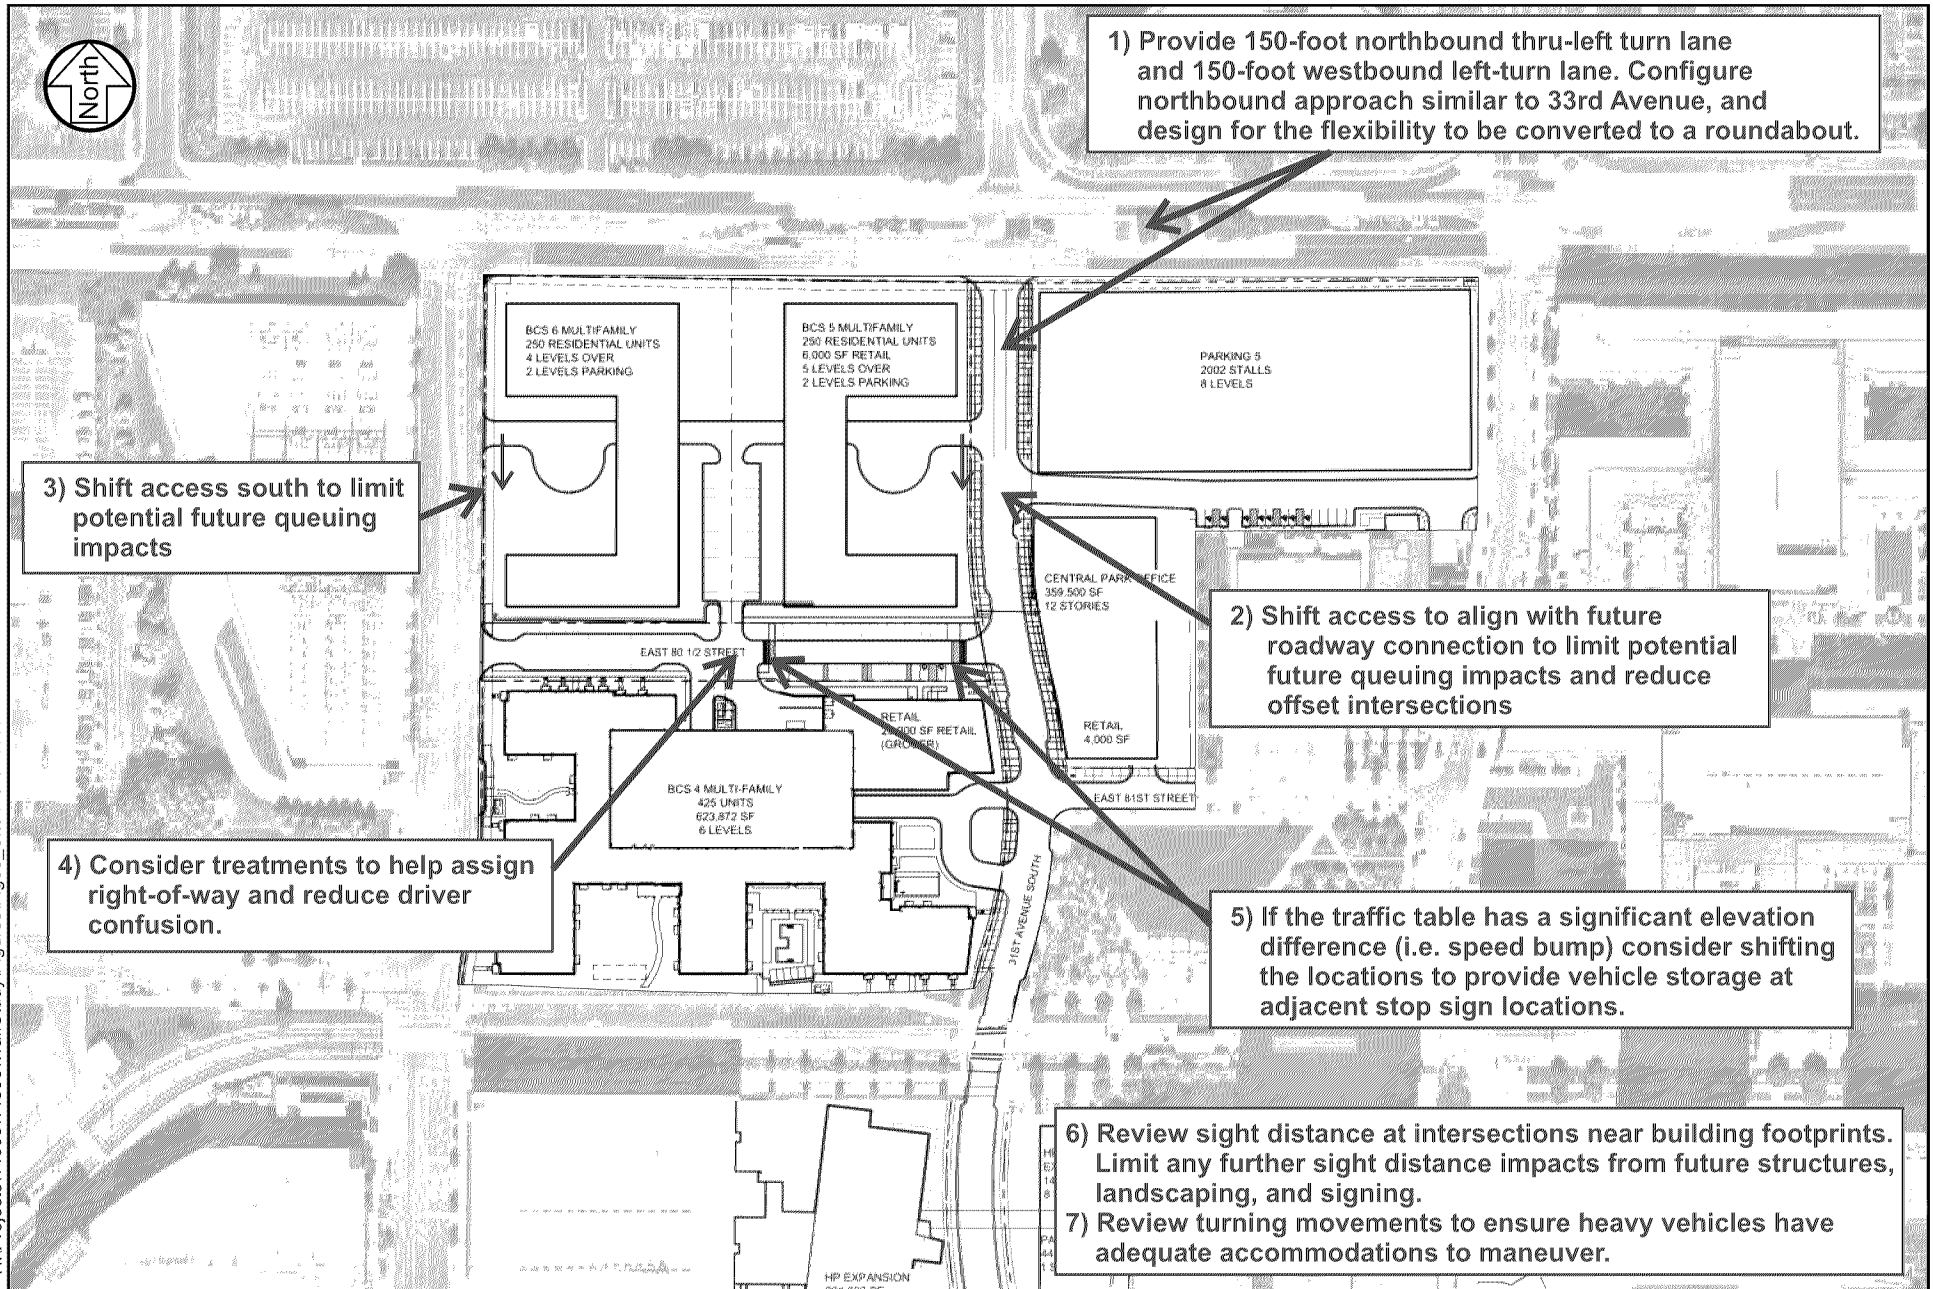 North
1) Provide 150-foot northbound thru-left turn lane
and 150-foot westbound left-turn lane. Configure
northbound approach similar to 33rd Avenue, and
design for the flexibility to be converted to a roundabout.
BCS 6 MULTIFAMILY
250 RESIDENTIAL UNITS
4 LEVELS OVER
2 LEVELS PARKING
BCS 5 MULTIFAMILY
250 RESIDENTIAL UNITS
6,000 SF RETAIL
5 LEVELS OVER
2 LEVELS PARKING
PARKING 5
2002 STALLS
8 LEVELS
3) Shift access south to limit
potential future queuing
impacts
CENTRAL PARK OFFICE
359,500 SF
12 STORIES
2) Shift access to align with future
roadway connection to limit potential
future queuing impacts and reduce
offset intersections
EAST 80 1/2 STREET
RETAIL
SF RETAIL
(GROCER)
RETAIL
4,000 SF
BCS 4 MULTI-FAMILY
425 UNITS
623,872 SF
6 LEVELS
EAST 81ST STREET
4) Consider treatments to help assign
right-of-way and reduce driver
confusion.
31ST AVENUE SOUTH
5) If the traffic table has a significant elevation
difference (i.e. speed bump) consider shifting
the locations to provide vehicle storage at
adjacent stop sign locations.
6) Review sight distance at intersections near building footprints.
Limit any further sight distance impacts from future structures,
landscaping, and signing.
7) Review turning movements to ensure heavy vehicles have
adequate accommodations to maneuver.
HP EXPANSION